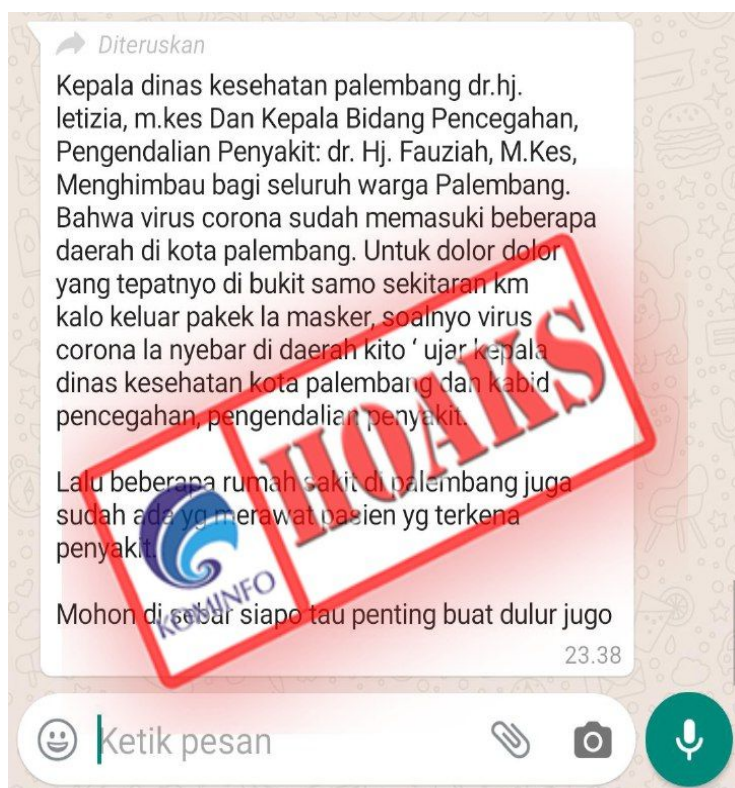 Diteruskan
Kepala dinas kesehatan palembang dr.hj.
letizia, m.kes Dan Kepala Bidang Pencegahan,
Pengendalian Penyakit: dr. Hj. Fauziah, M.Kes,
Menghimbau bagi seluruh warga Palembang.
Bahwa virus corona sudah memasuki beberapa
daerah di kota palembang. Untuk dolor dolor
yang tepatnyo di bukit samo sekitaran km
kalo keluar pakek la masker, soalnyo virus
corona la nyebar di daerah kito ‘ ujar kepala
dinas kesehatan kota palembang dan kabid
pencegahan, pengendalian penyakit.
Lalu beberapa rumah sakit di palembang juga
sudah ada yg merawat pasien yg terkena
penyakit.
Mohon di sebar siapo tau penting buat dulur jugo
23.38
HOAKS
KOMINFO
Ketik pesan